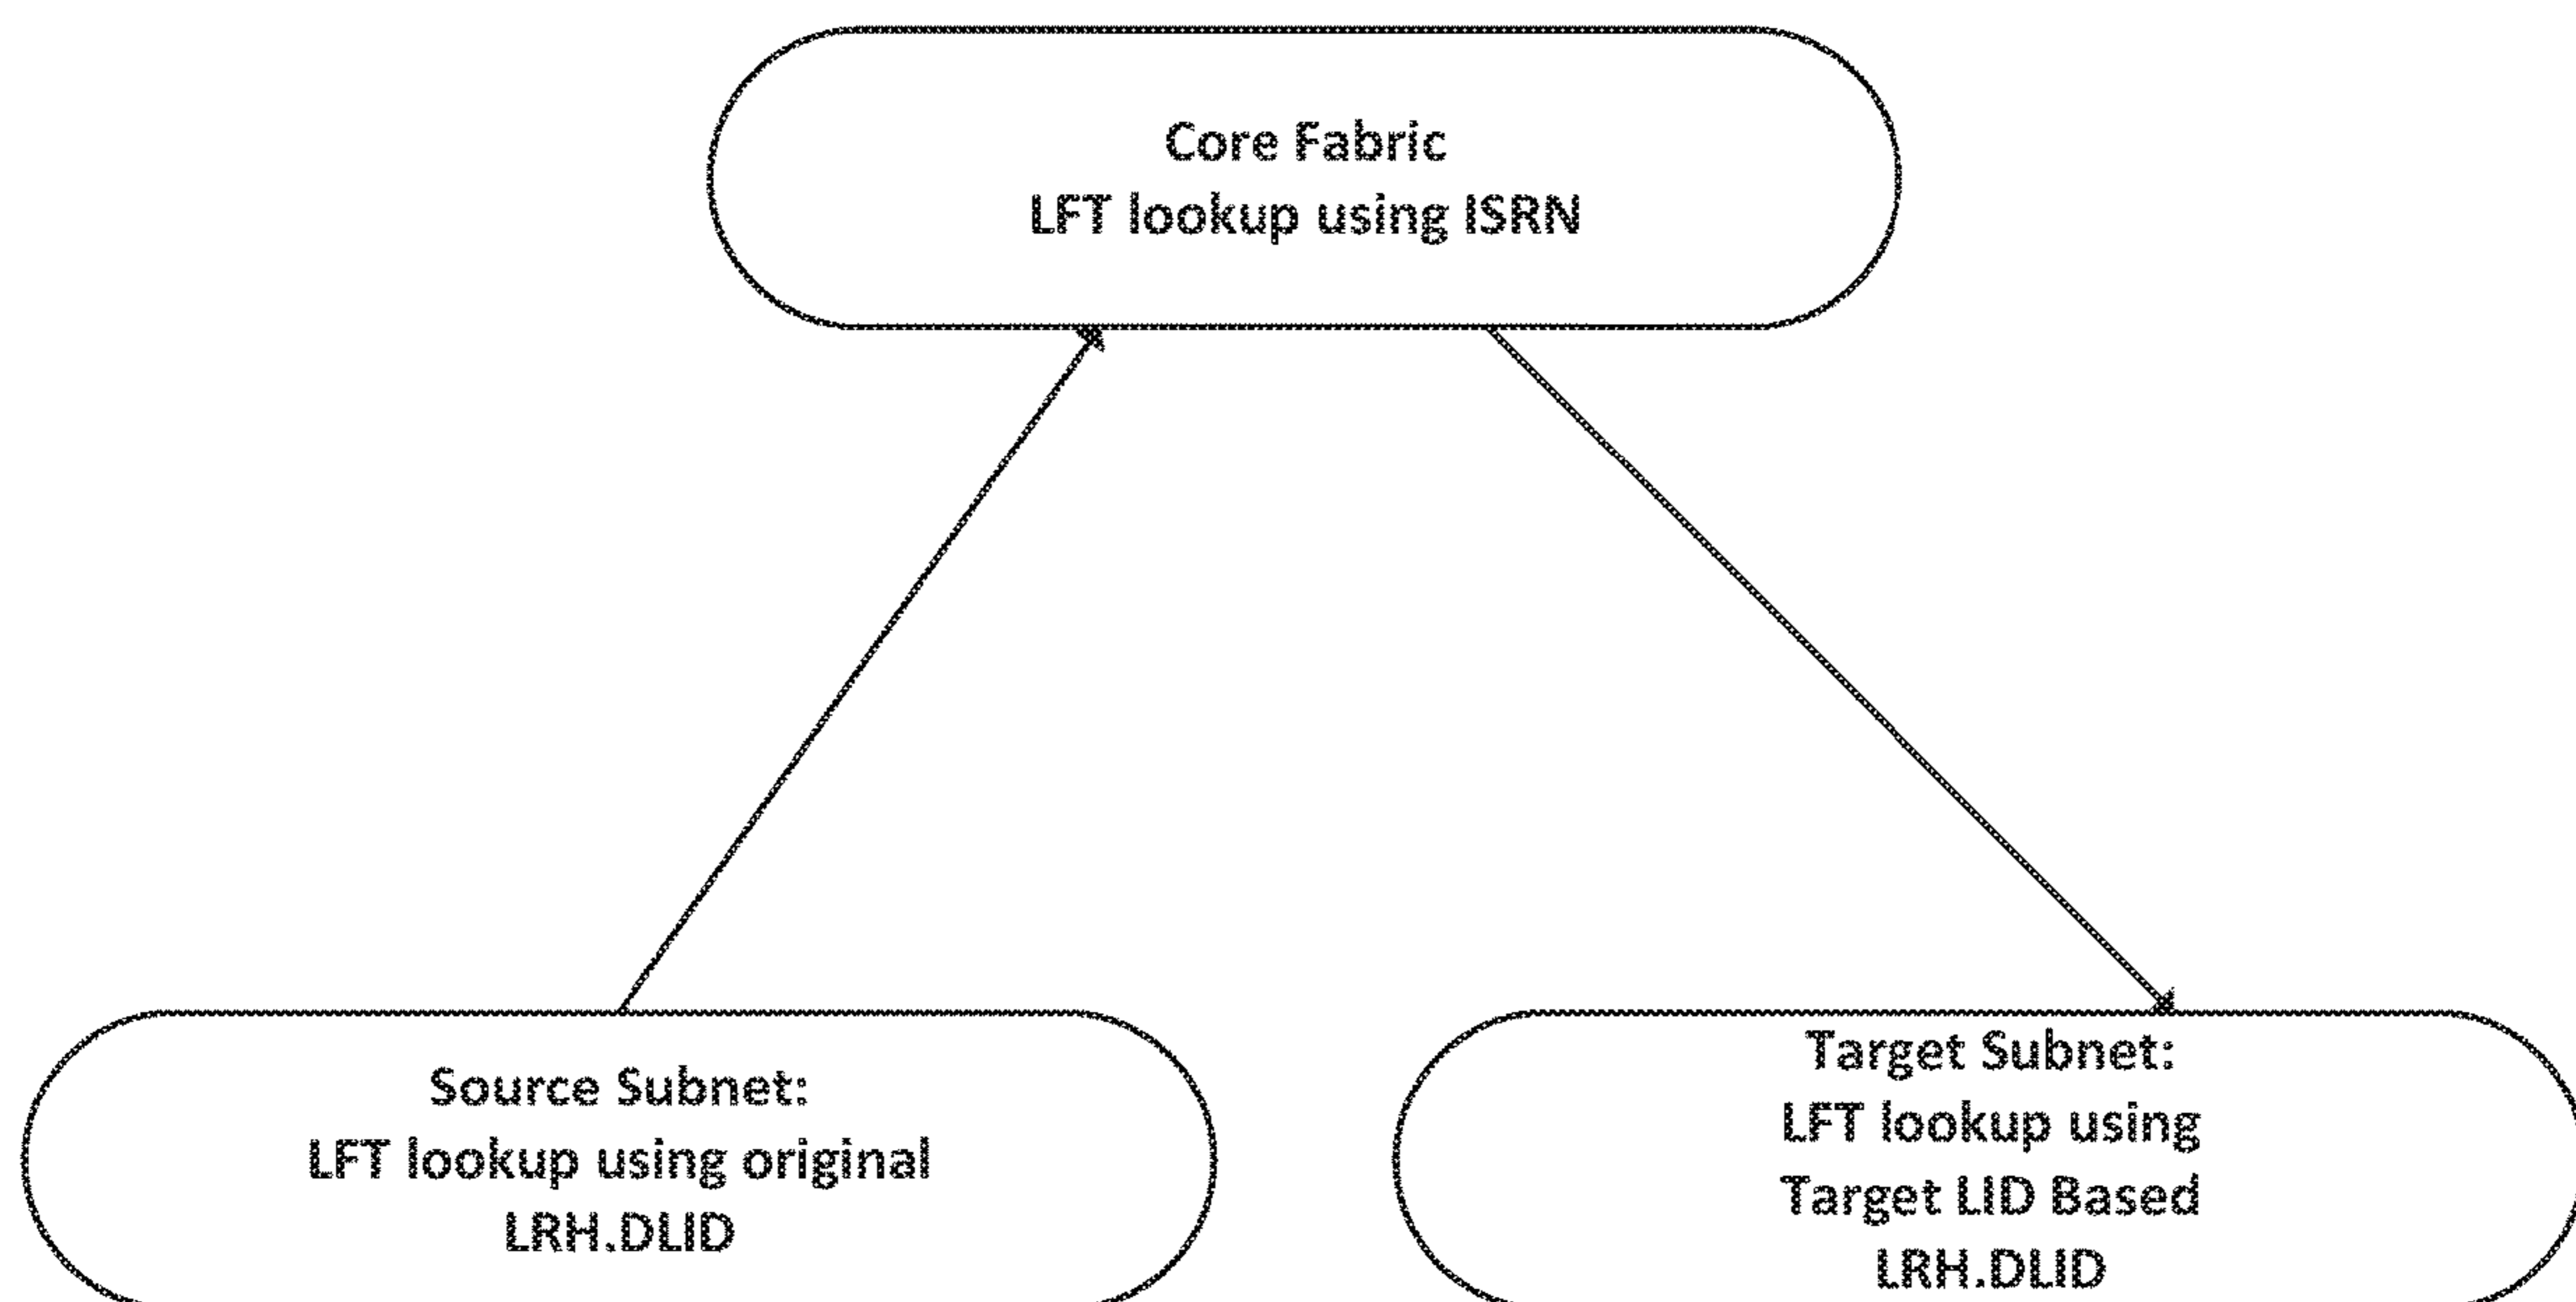 Core Fabric
LFT lookup using ISRN
Source Subnet:
LFT lookup using original
LRH.DLID
Target Subnet:
LFT lookup using
Target LID Based
LRH.DLID